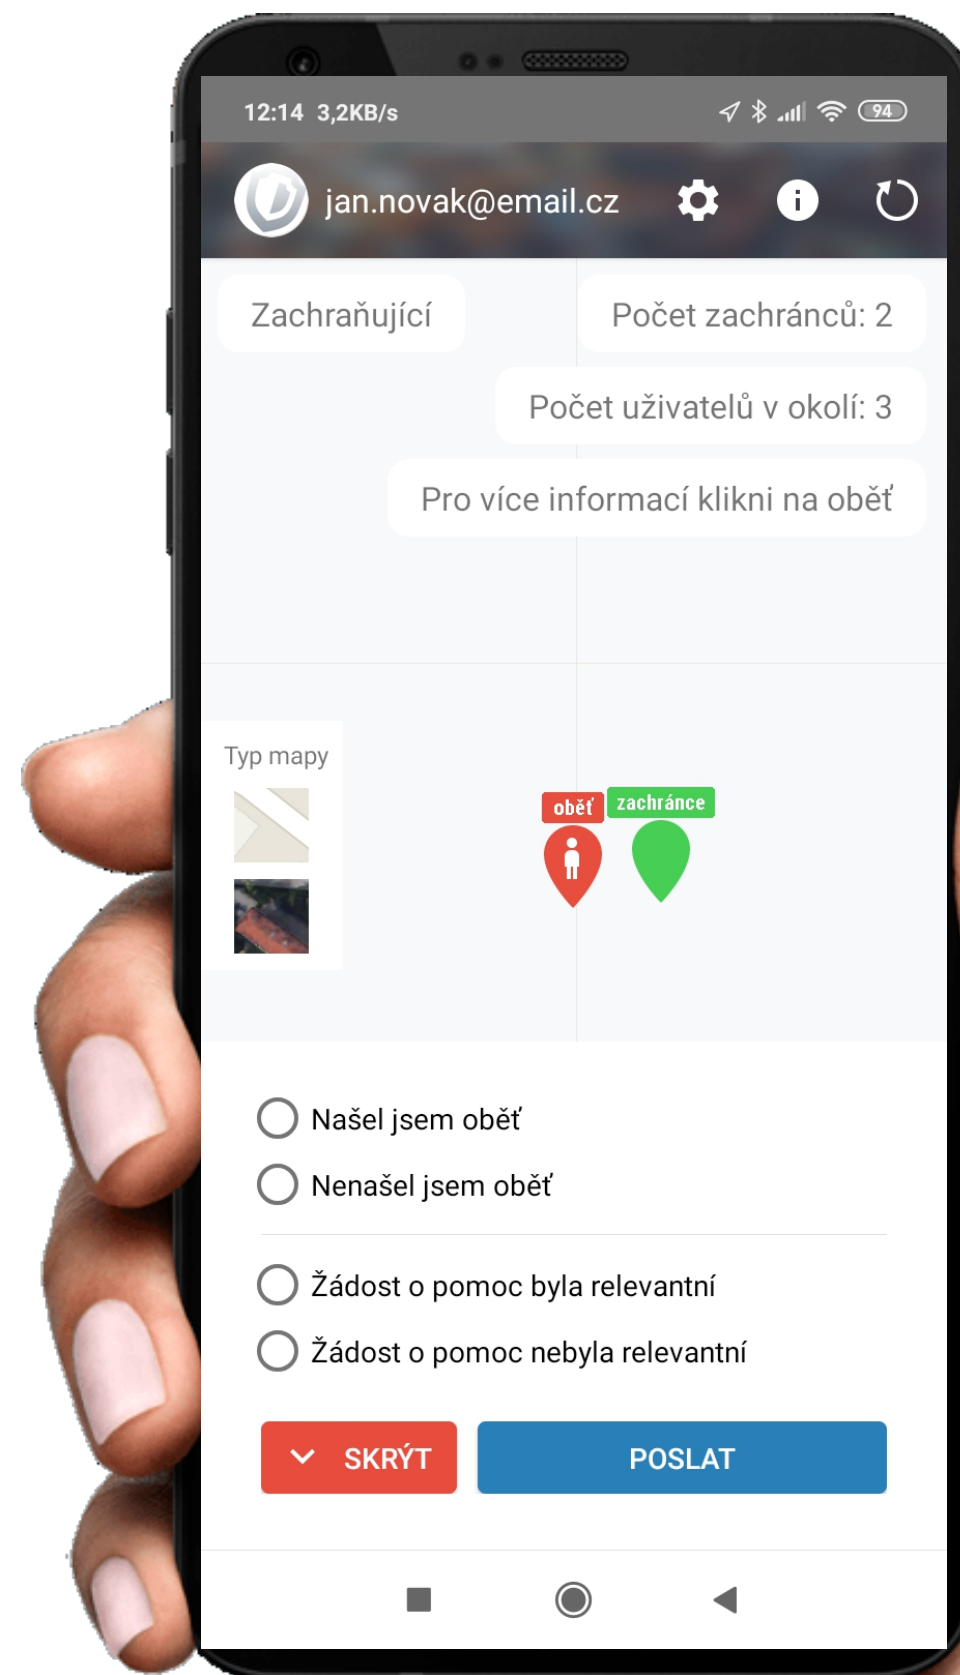 12:14 3,2KB/s
94
jan.novak@email.cz
Zachraňující
Počet zachránců: 2
Počet uživatelů v okolí: 3
Pro více informací klikni na oběť
Typ mapy
oběť
zachránce
Našel jsem oběť
Nenašel jsem oběť
Žádost o pomoc byla relevantní
Žádost o pomoc nebyla relevantní
SKRÝT
POSLAT